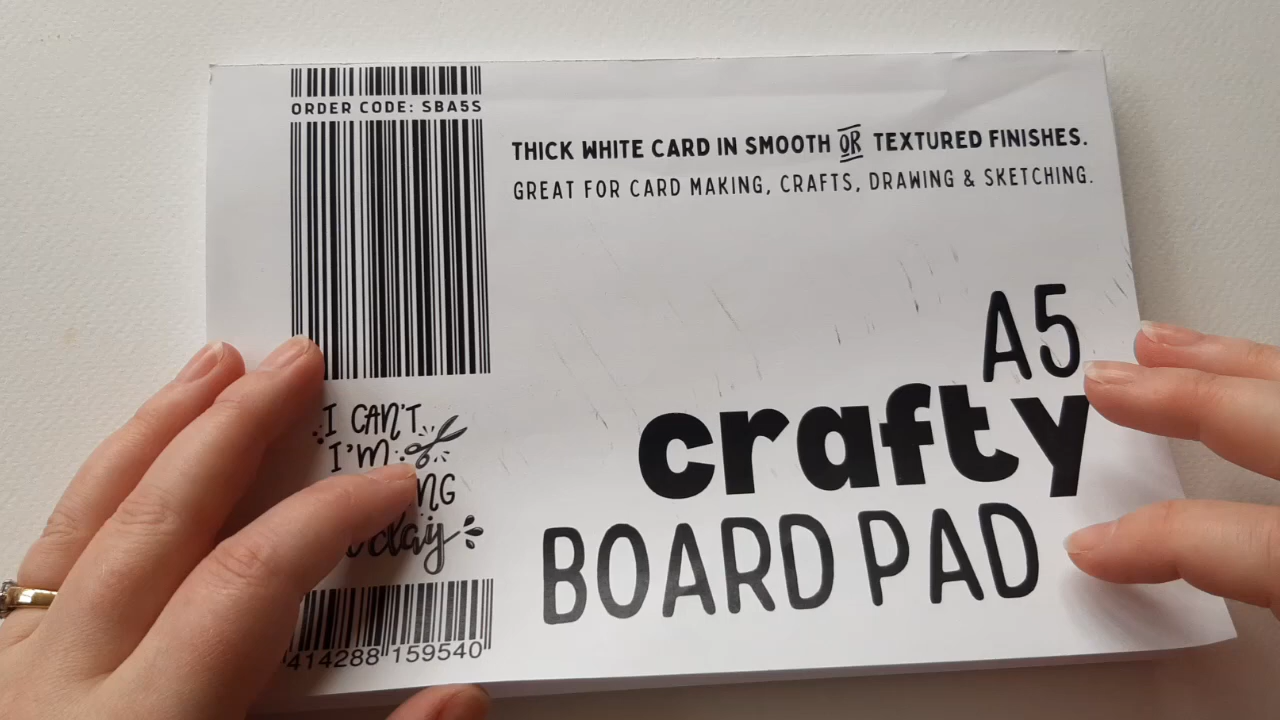 ORDER CODE: SBA5S
THICK WHITE CARD IN SMOOTH OR TEXTURED FINISHES.
GREAT FOR CARD MAKING, CRAFTS, DRAWING & SKETCHING.
I CAN'T
I'M
A5
crafty
BOARD PAD
414288 159540